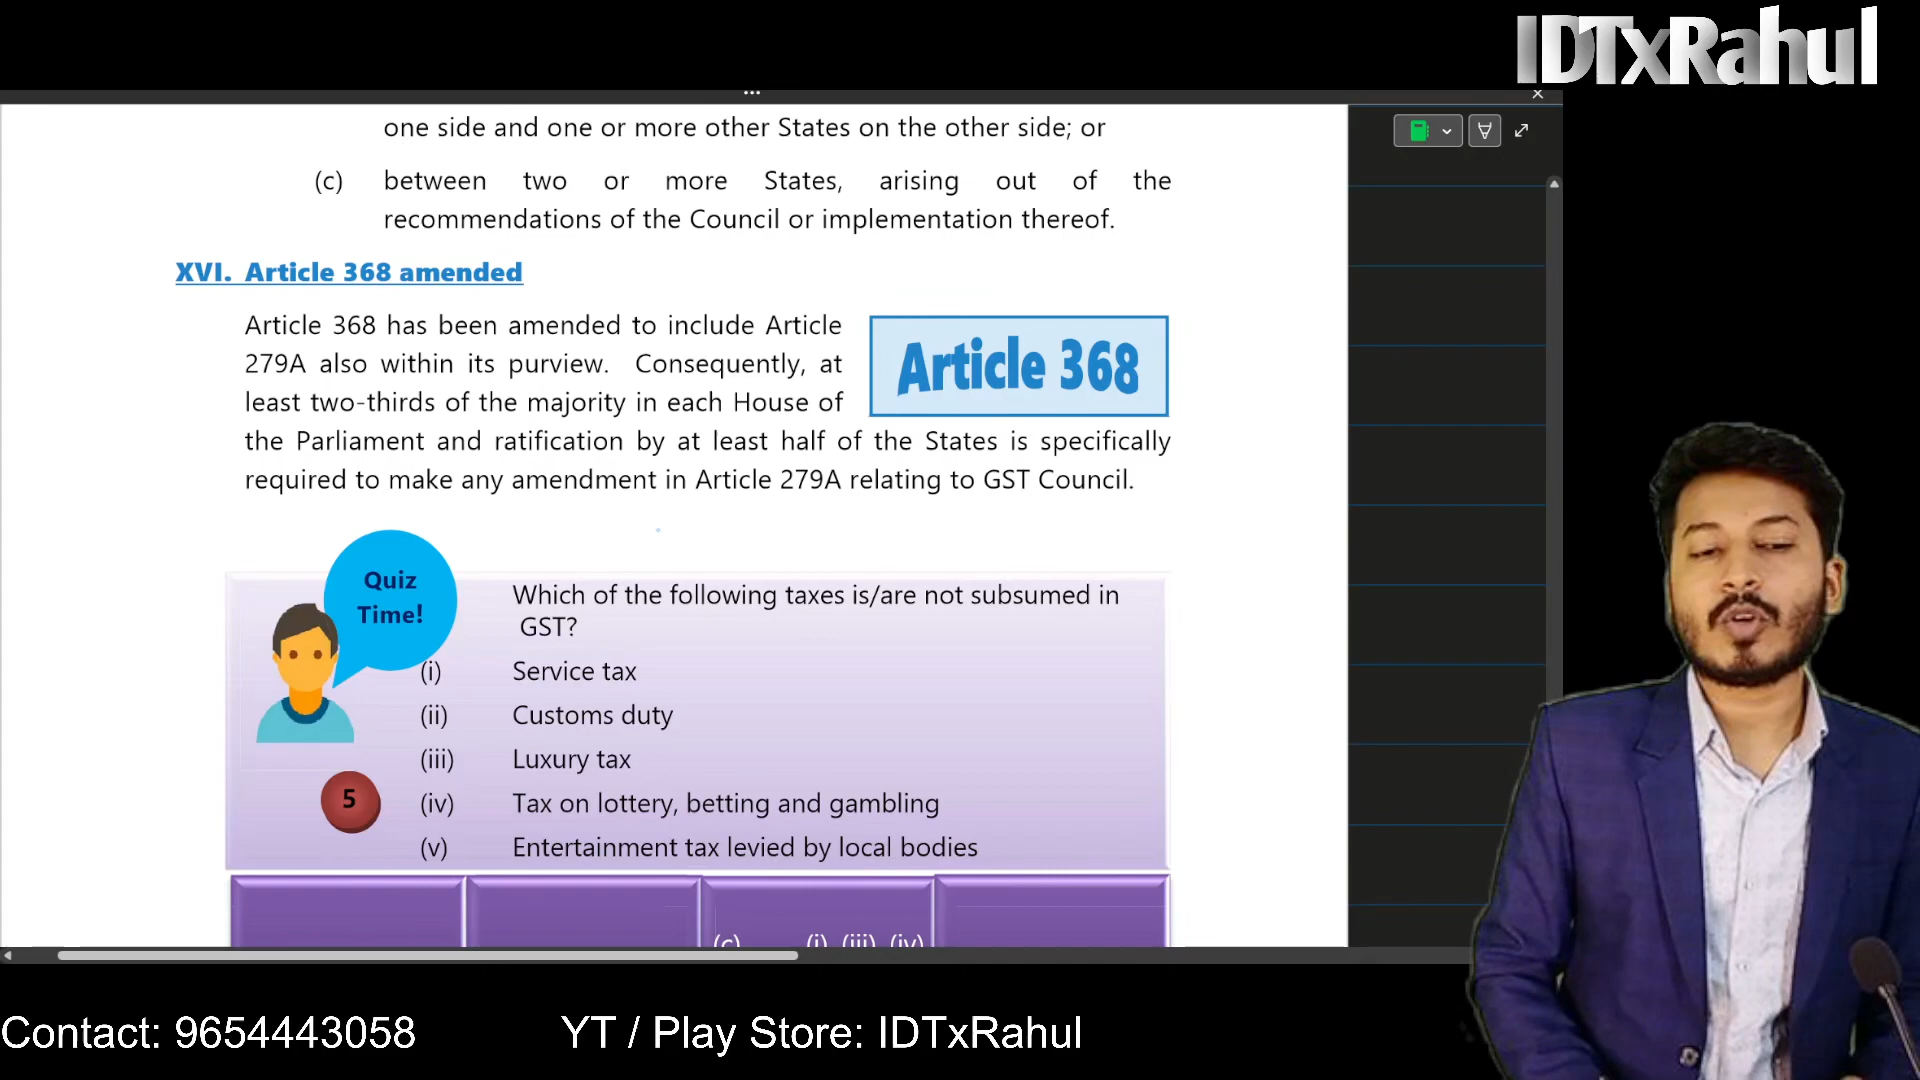 IDTxRahul
one side and one or more other States on the other side; or
(c) between two or more States, arising out of the
recommendations of the Council or implementation thereof.
XVI. Article 368 amended
Article 368 has been amended to include Article
279A also within its purview. Consequently, at
least two-thirds of the majority in each House of
the Parliament and ratification by at least half of the States is specifically
required to make any amendment in Article 279A relating to GST Council.
Article 368
Quiz
Time!
Which of the following taxes is/are not subsumed in
GST?
(i) Service tax
(ii) Customs duty
(iii) Luxury tax
5
(iv) Tax on lottery, betting and gambling
(v) Entertainment tax levied by local bodies
(c) (i), (iii), (iv)
Contact: 9654443058
YT / Play Store: IDTxRahul